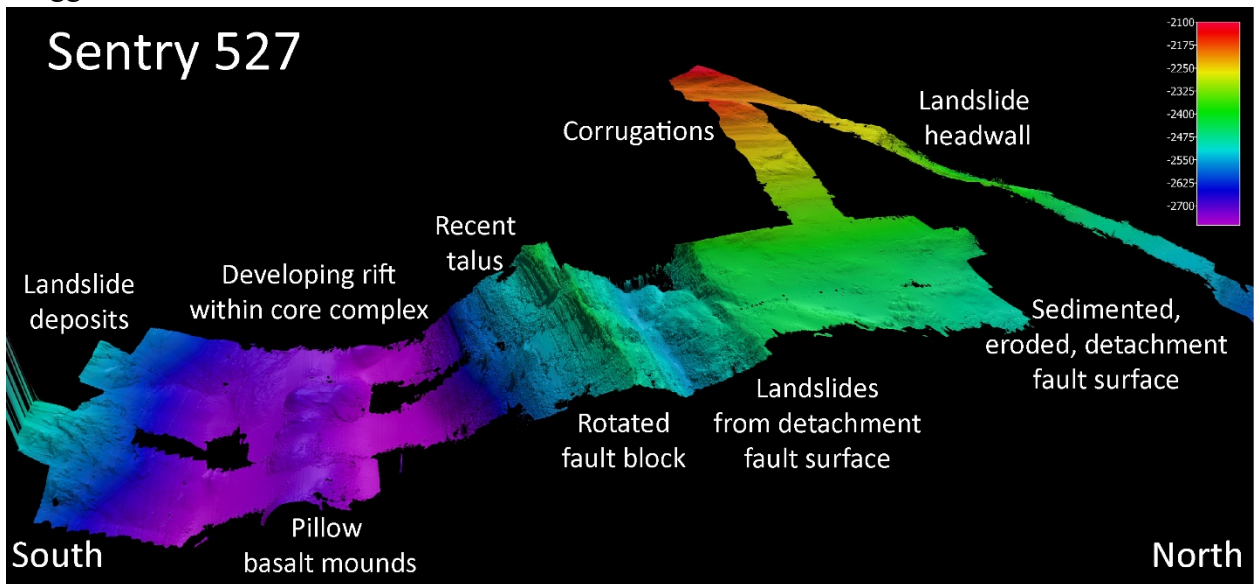 Sentry 527
-2100
-2175
-2250
-2325
-2400
-2475
-2550
-2625
-2700
Landslide
headwall
Corrugations
Recent
talus
Developing rift
within core complex
Landslide
deposits
Sedimented,
eroded, detachment
fault surface
Landslides
from detachment
fault surface
Rotated
fault block
Pillow
basalt mounds
South
North